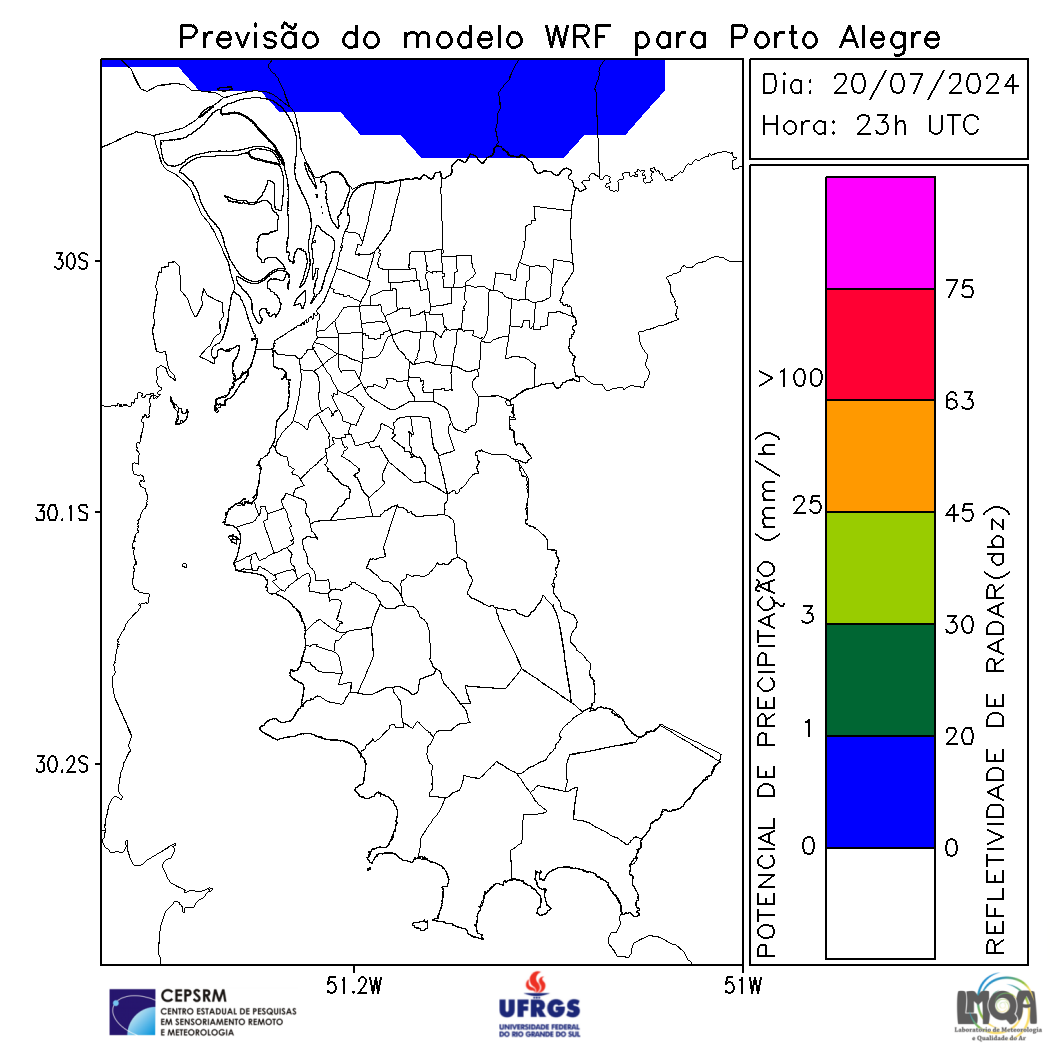 Previsão do modelo WRF para Porto Alegre
Dia: 20/07/2024
Hora: 23h UTC
30S
30.1S
30.2S
51.2W
51W
POTENCIAL DE PRECIPITAÇÃO (mm/h)
>100
25
3
1
0
75
63
45
30
20
0
REFLETIVIDADE DE RADAR(dbz)
CEPSRM
CENTRO ESTADUAL DE PESQUISAS
EM SENSORIAMENTO REMOTO
E METEOROLOGIA
UFRGS
UNIVERSIDADE FEDERAL
DO RIO GRANDE DO SUL
LMQA
Laboratório de Meteorologia
e Qualidade do Ar